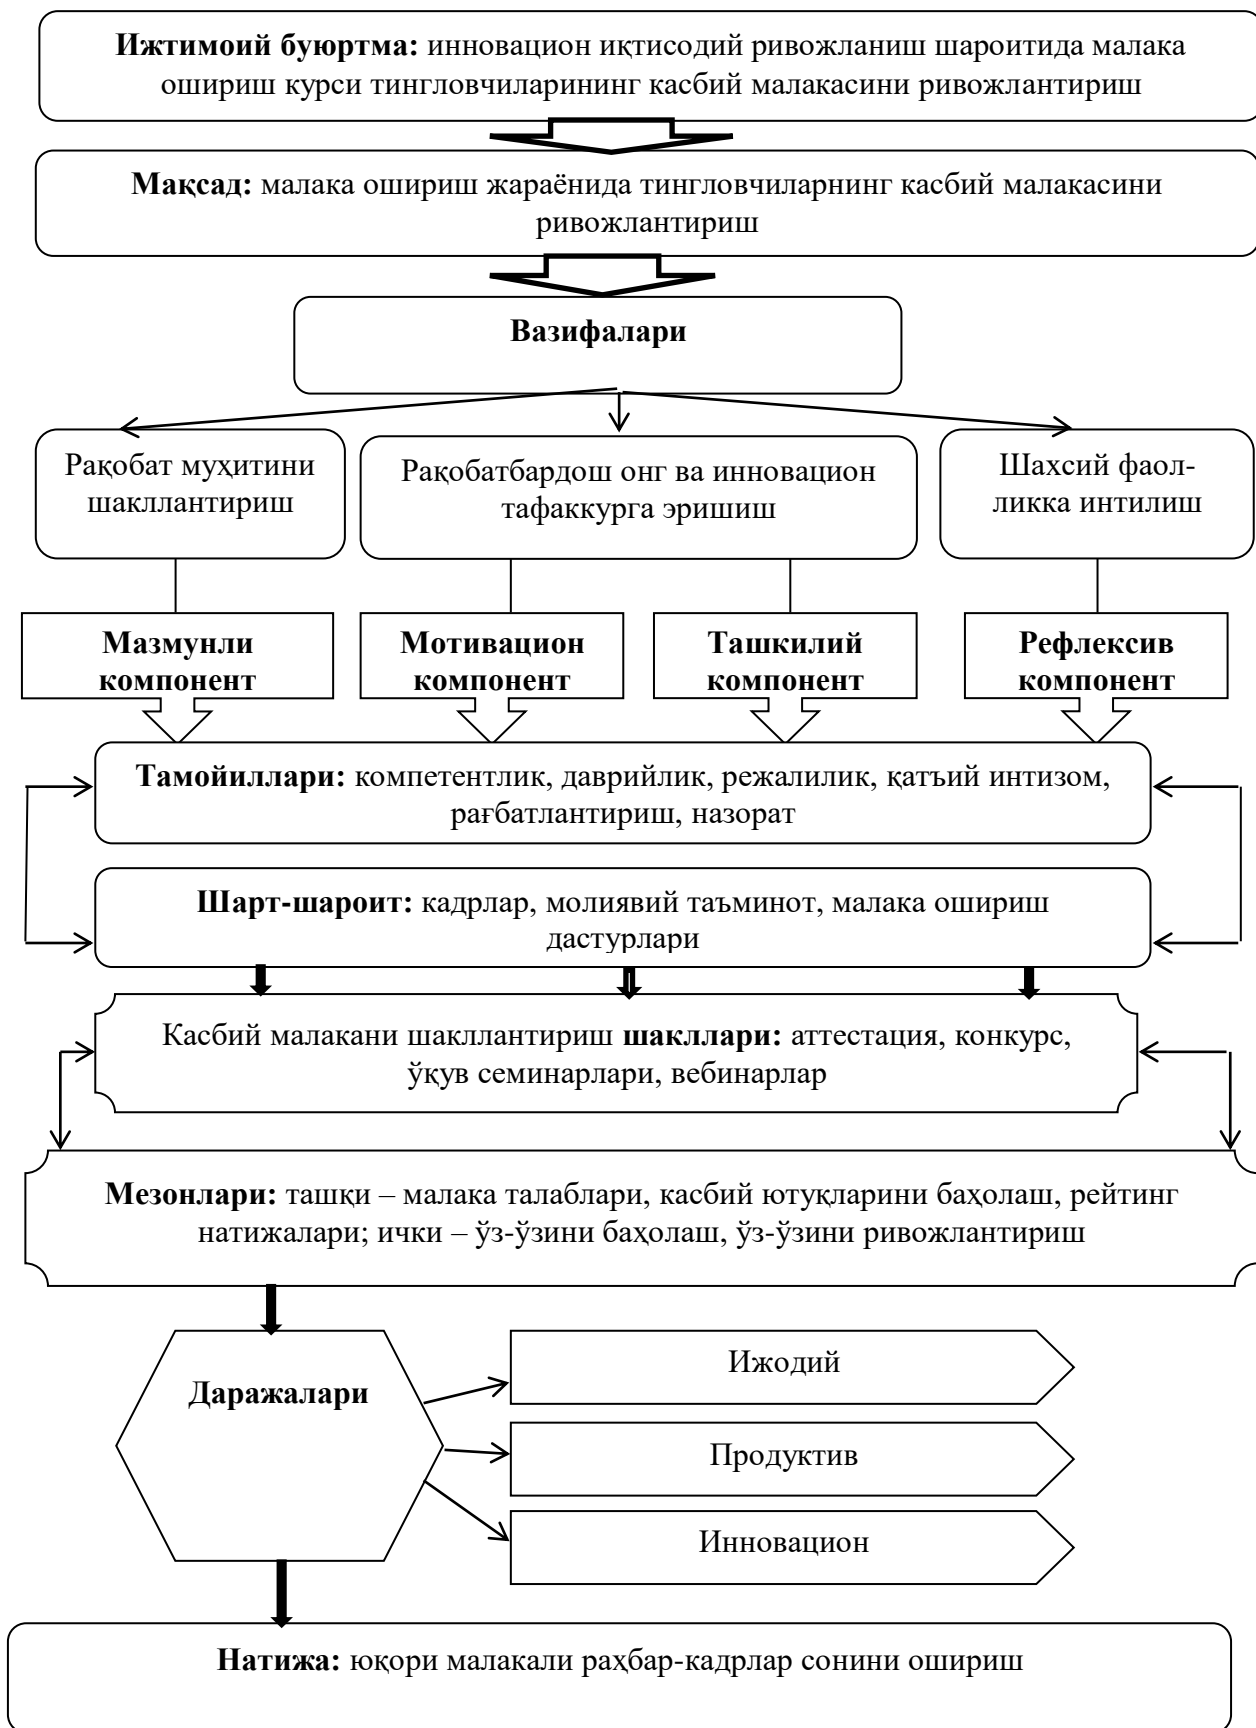 Ижтимоий буюртма: инновацион иқтисодий ривожланиш шароитида малака
ошириш курси тингловчиларининг касбий малакасини ривожлантириш
Мақсад: малака ошириш жараёнида тингловчиларнинг касбий малакасини
ривожлантириш
Вазифалари
Рақобат муҳитини
шакллантириш
Рақобатбардош онг ва инновацион
тафаккурга эришиш
Шахсий фаол-
ликка интилиш
Мазмунли
компонент
Мотивацион
компонент
Ташкилий
компонент
Рефлексив
компонент
Тамойиллари: компетентлик, даврийлик, режалилик, қатъий интизом,
рағбатлантириш, назорат
Шарт-шароит: кадрлар, молиявий таъминот, малака ошириш
дастурлари
Касбий малакани шакллантириш шакллари: аттестация, конкурс,
ўқув семинарлари, вебинарлар
Мезонлари: ташқи – малака талаблари, касбий ютуқларини баҳолаш, рейтинг
натижалари; ички – ўз-ўзини баҳолаш, ўз-ўзини ривожлантириш
Даражалари
Ижодий
Продуктив
Инновацион
Натижа: юқори малакали раҳбар-кадрлар сонини ошириш